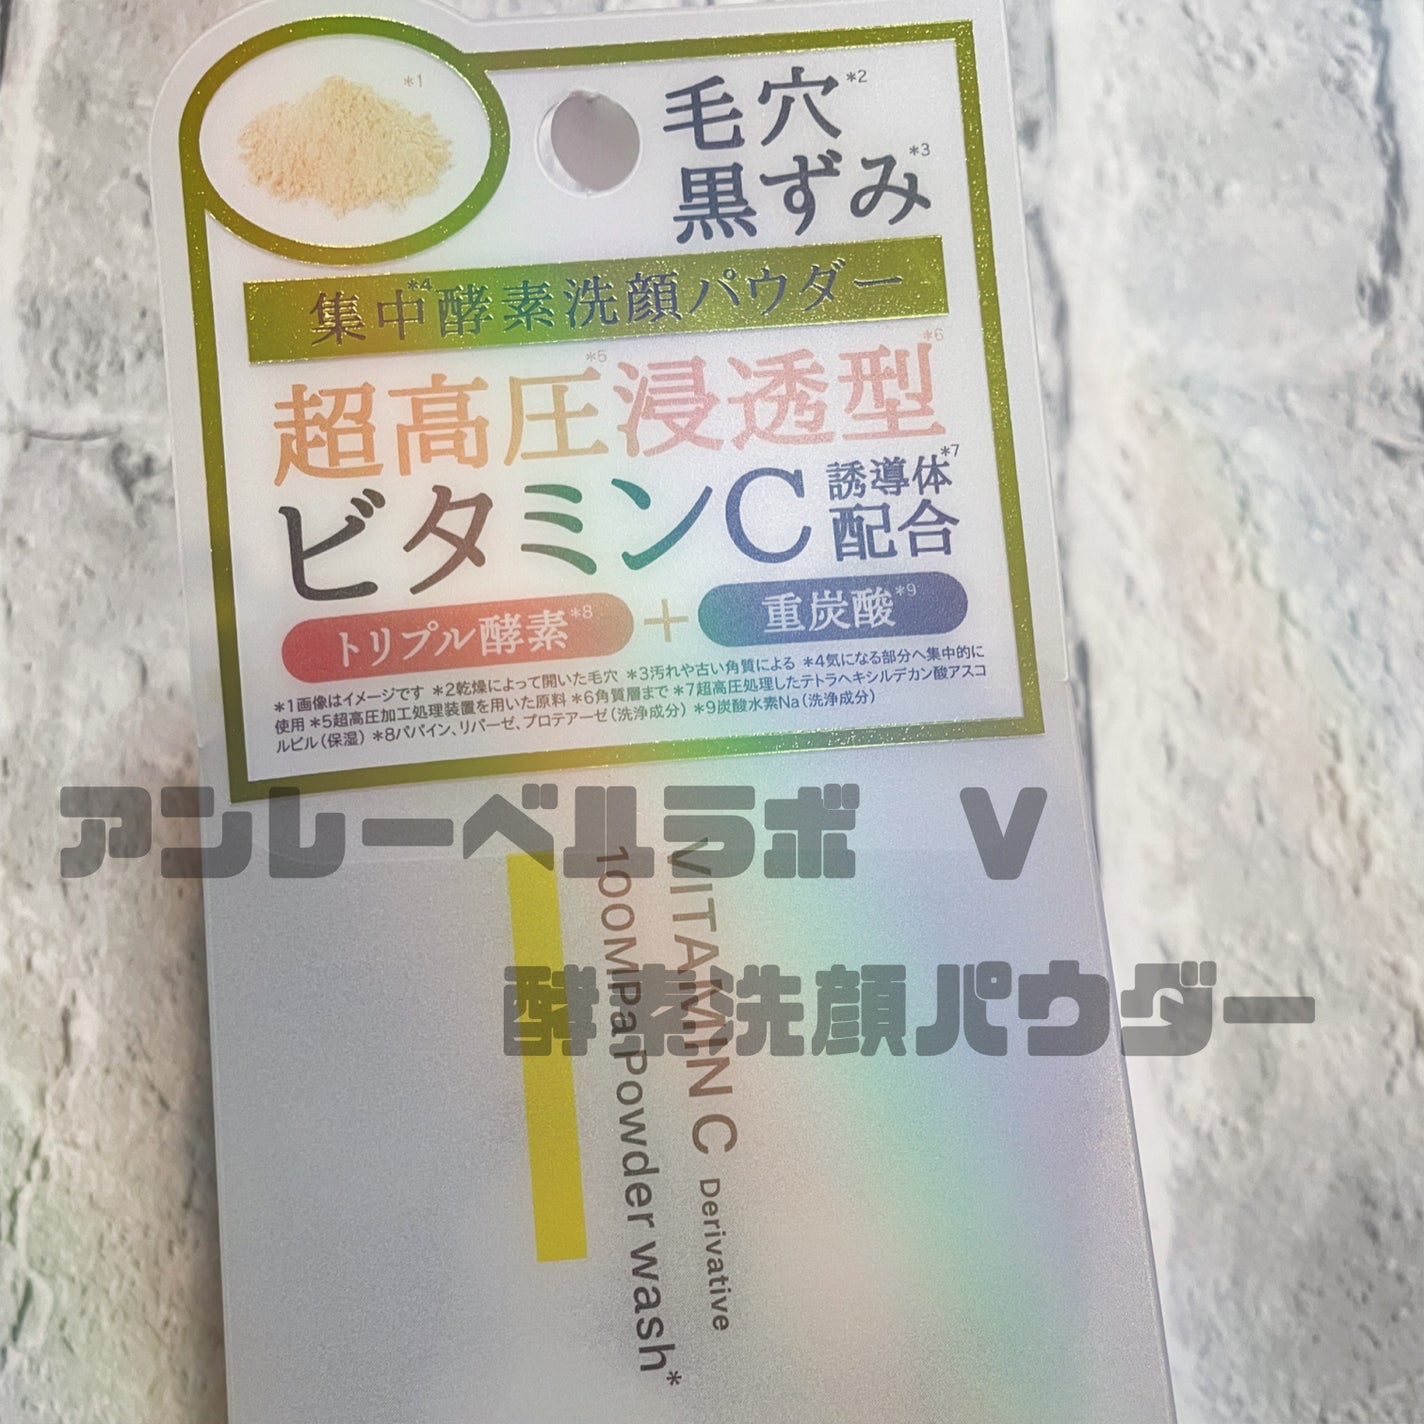 *1
毛穴*2
黒ずみ*3
集中*4酵素洗顔パウダー
超高圧*5浸透型*6
ビタミンC誘導体*7
配合
トリプル酵素*8+重炭酸*9
*1画像はイメージです *2乾燥によって開いた毛穴 *3汚れや古い角質による *4気になる部分へ集中的に
使用 *5超高圧加工処理装置を用いた原料 *6角質層まで *7超高圧処理したテトラヘキシルデカン酸アスコ
ルビル(保湿) *8パパイン、リパーゼ、プロテアーゼ(洗浄成分) *9炭酸水素Na(洗浄成分)
アンレーベルラボ V
酵素洗顔パウダー
VITAMIN C Derivative
100MPa Powder wash*